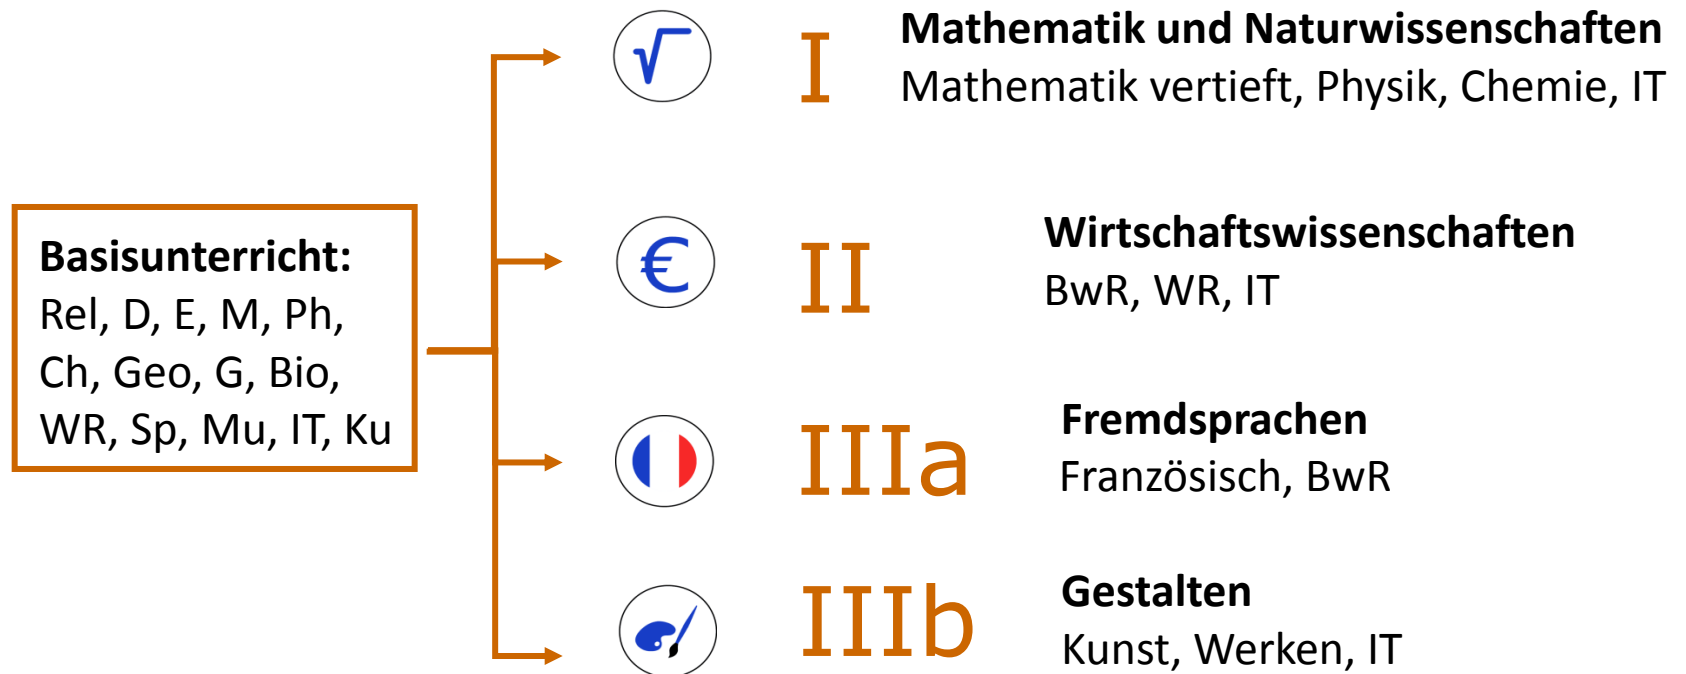 Basisunterricht:
Rel, D, E, M, Ph,
Ch, Geo, G, Bio,
WR, Sp, Mu, IT, Ku
√
I
Mathematik und Naturwissenschaften
Mathematik vertieft, Physik, Chemie, IT
€
II
Wirtschaftswissenschaften
BwR, WR, IT
IIIa
Fremdsprachen
Französisch, BwR
IIIb
Gestalten
Kunst, Werken, IT